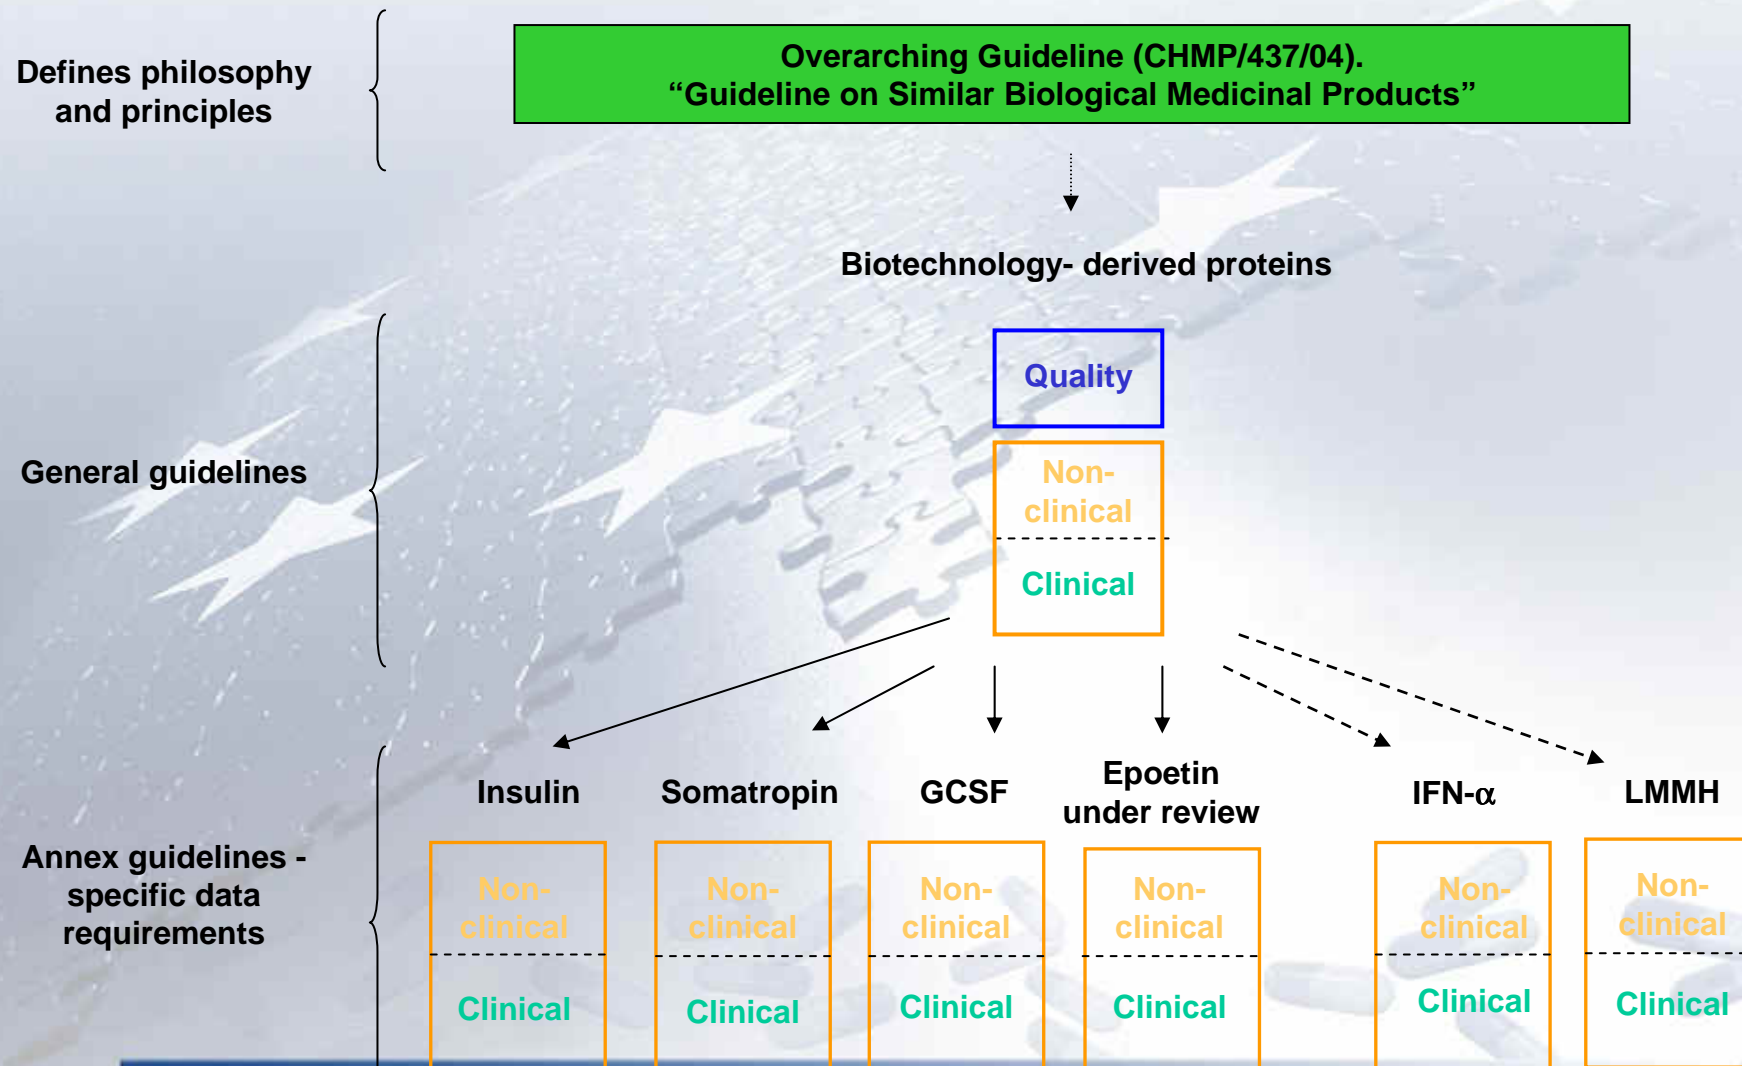 Defines philosophy
and principles
Overarching Guideline (CHMP/437/04).
“Guideline on Similar Biological Medicinal Products”
Biotechnology- derived proteins
General guidelines
Quality
Non-
clinical
Clinical
Annex guidelines -
specific data
requirements
Insulin
Non-
clinical
Clinical
Somatropin
Non-
clinical
Clinical
GCSF
Non-
clinical
Clinical
Epoetin
under review
Non-
clinical
Clinical
IFN-α
Non-
clinical
Clinical
LMMH
Non-
clinical
Clinical